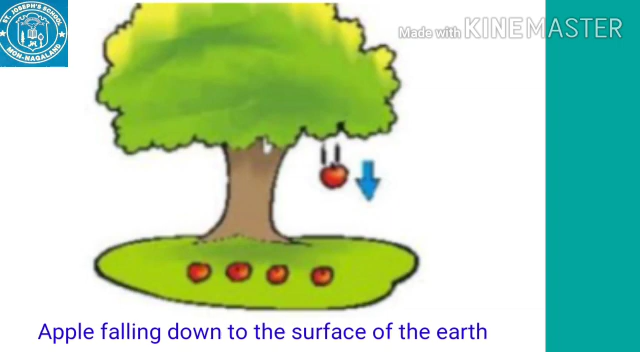 ST. JOSEPH'S SCHOOL
MON-NAGALAND
Made with KINEMASTER
Apple falling down to the surface of the earth